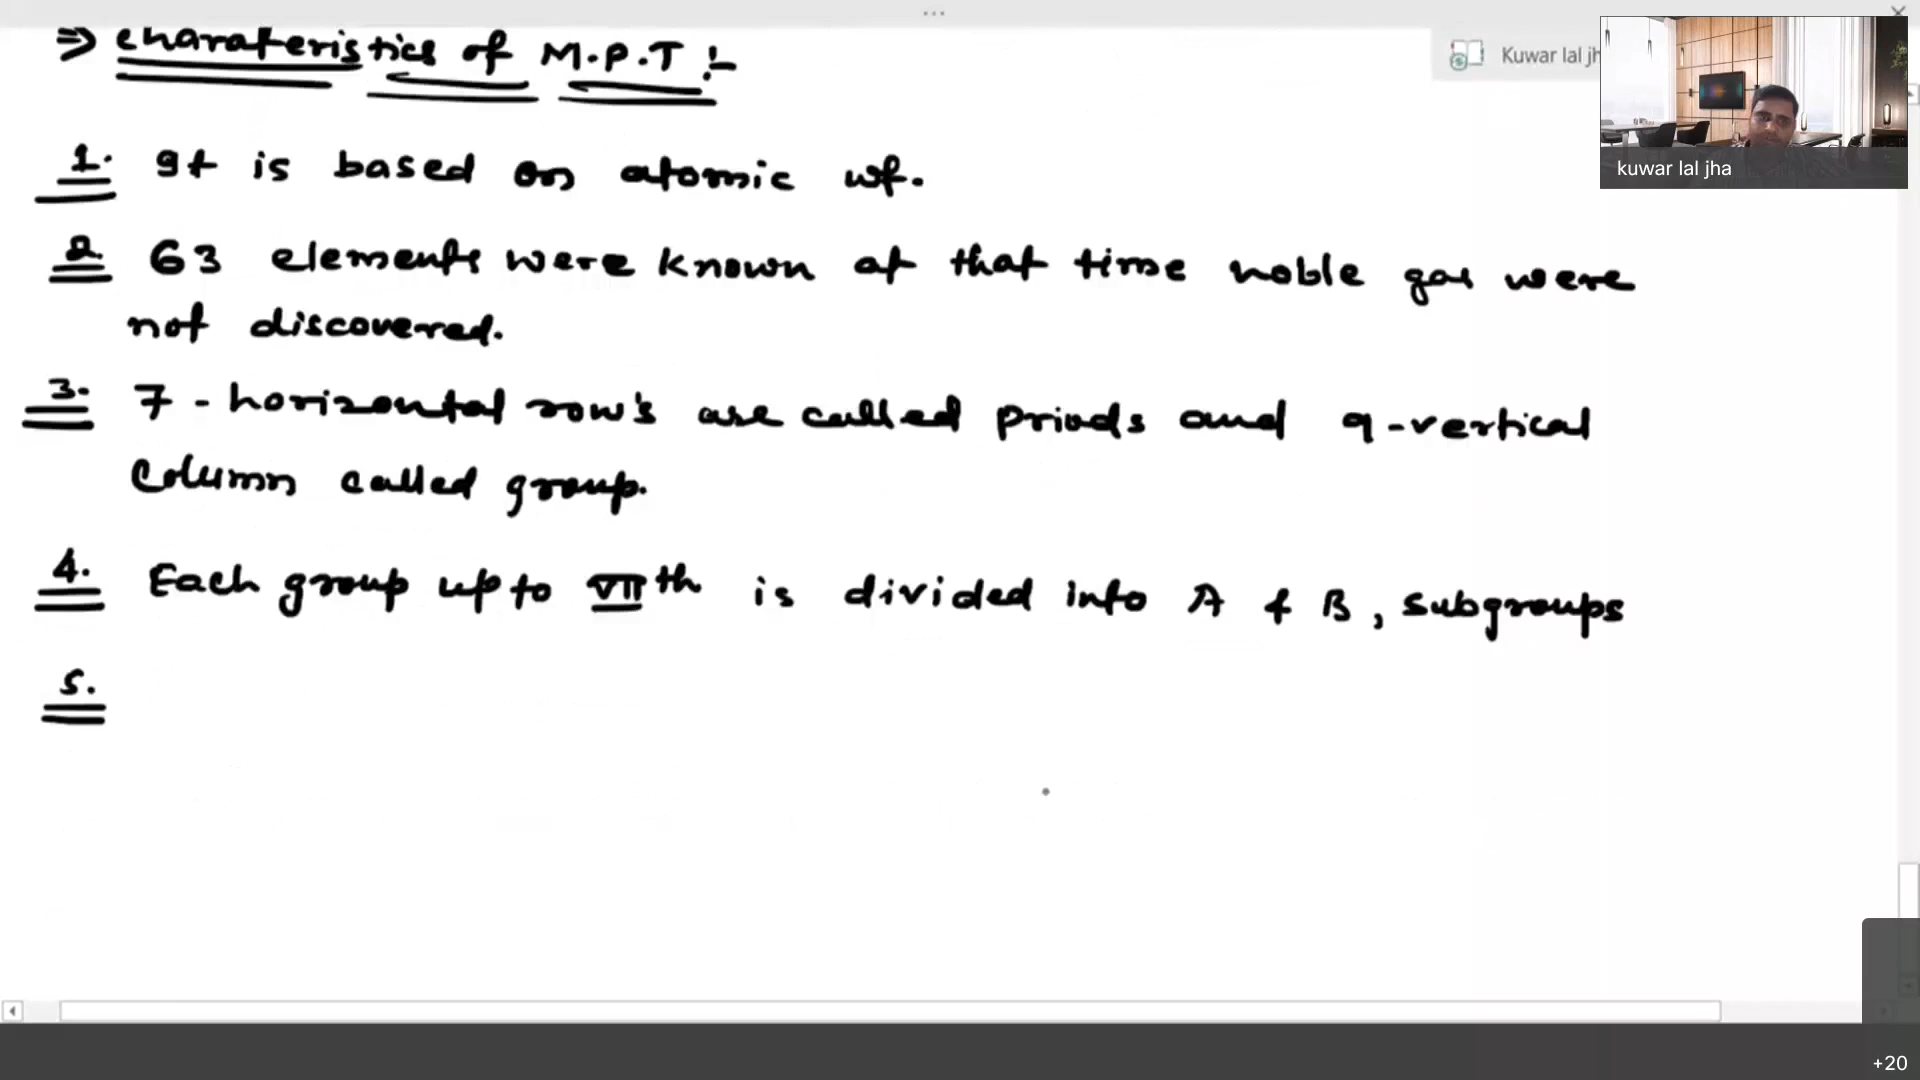 ⇒ charateristics of M.P.T :-
Kuwar lal jh
kuwar lal jha
1. It is based on atomic wt.
2. 63 elements were known at that time noble gas were
not discovered.
3. 7 - horizontal row's are called priods and 9 - vertical
Column called group.
4. Each group up to VIIth is divided into A & B, subgroups
5.
+20